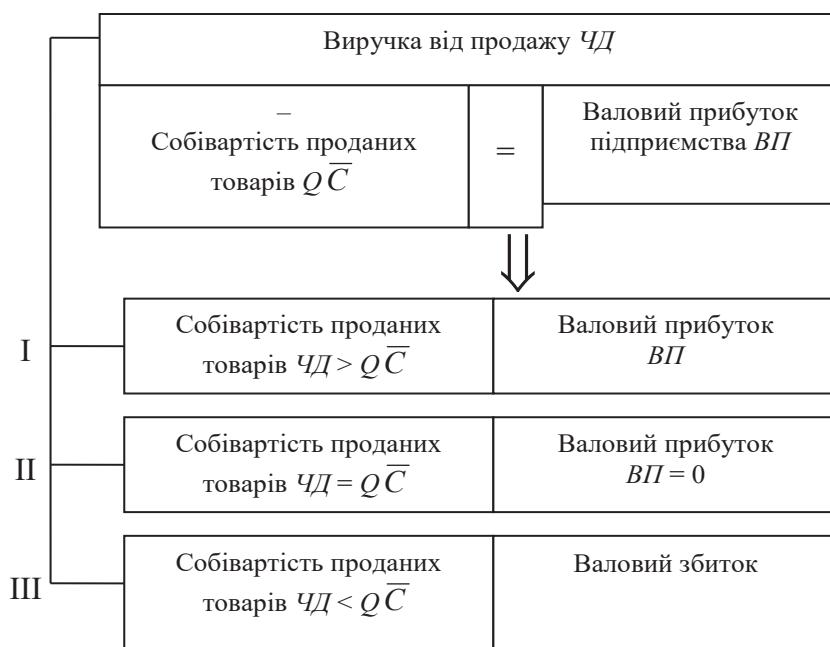 Виручка від продажу ЧД
–
Собівартість проданих
товарів Q C̅
=
Валовий прибуток
підприємства ВП
⇓
I
Собівартість проданих
товарів ЧД > Q C̅
Валовий прибуток
ВП
II
Собівартість проданих
товарів ЧД = Q C̅
Валовий прибуток
ВП = 0
III
Собівартість проданих
товарів ЧД < Q C̅
Валовий збиток